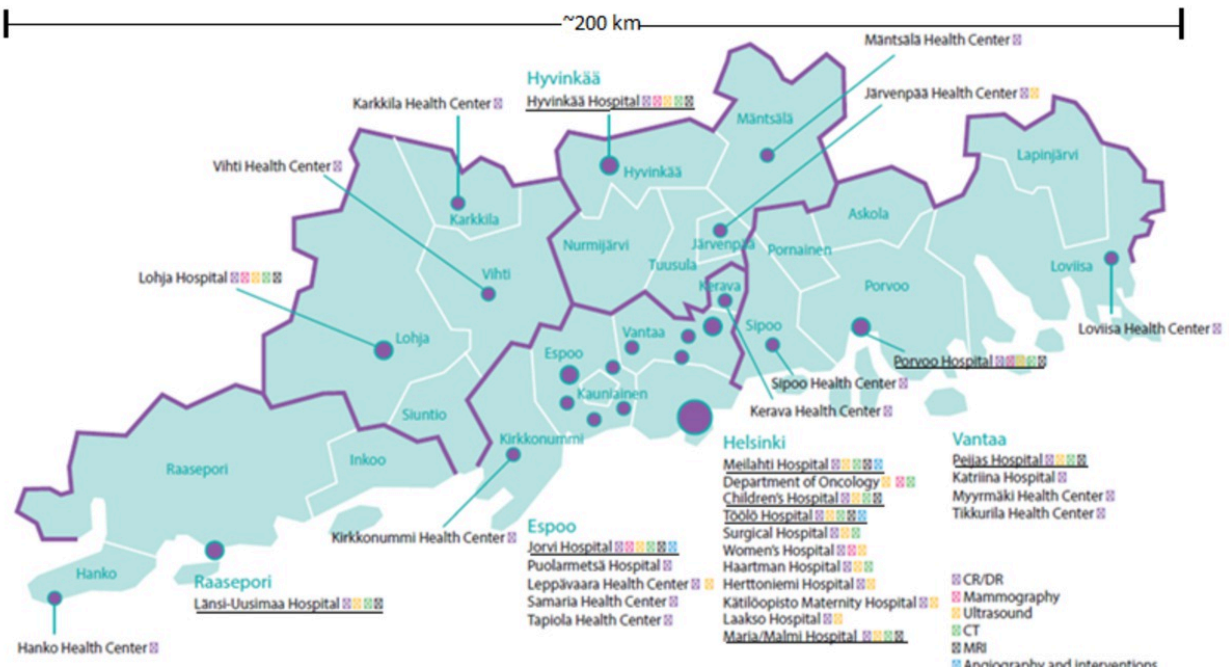 ~200 km
Mäntsälä Health Center
Hyvinkää
Karkkila Health Center
Hyvinkää Hospital
Järvenpää Health Center
Mäntsälä
Vihti Health Center
Hyvinkää
Lapinjärvi
Karkkila
Askola
Nurmijärvi
Järvenpää
Pornainen
Tuusula
Loviisa
Lohja Hospital
Vihti
Kerava
Porvoo
Lohja
Vantaa
Sipoo
Loviisa Health Center
Espoo
Porvoo Hospital
Sipoo Health Center
Kauniainen
Kerava Health Center
Siuntio
Kirkkonummi
Raasepori
Inkoo
Kirkkonummi Health Center
Hanko
Hanko Health Center
Raasepori
Länsi-Uusimaa Hospital
Espoo
Jorvi Hospital
Puolarmetsä Hospital
Leppävaara Health Center
Samaria Health Center
Tapiola Health Center
Helsinki
Meilahti Hospital
Department of Oncology
Children's Hospital
Töölö Hospital
Surgical Hospital
Women's Hospital
Haartman Hospital
Herttoniemi Hospital
Kätilöopisto Maternity Hospital
Laakso Hospital
Maria/Malmi Hospital
Vantaa
Peijas Hospital
Katriina Hospital
Myyrmäki Health Center
Tikkurila Health Center
CR/DR
Mammography
Ultrasound
CT
MRI
Angiography and interventions